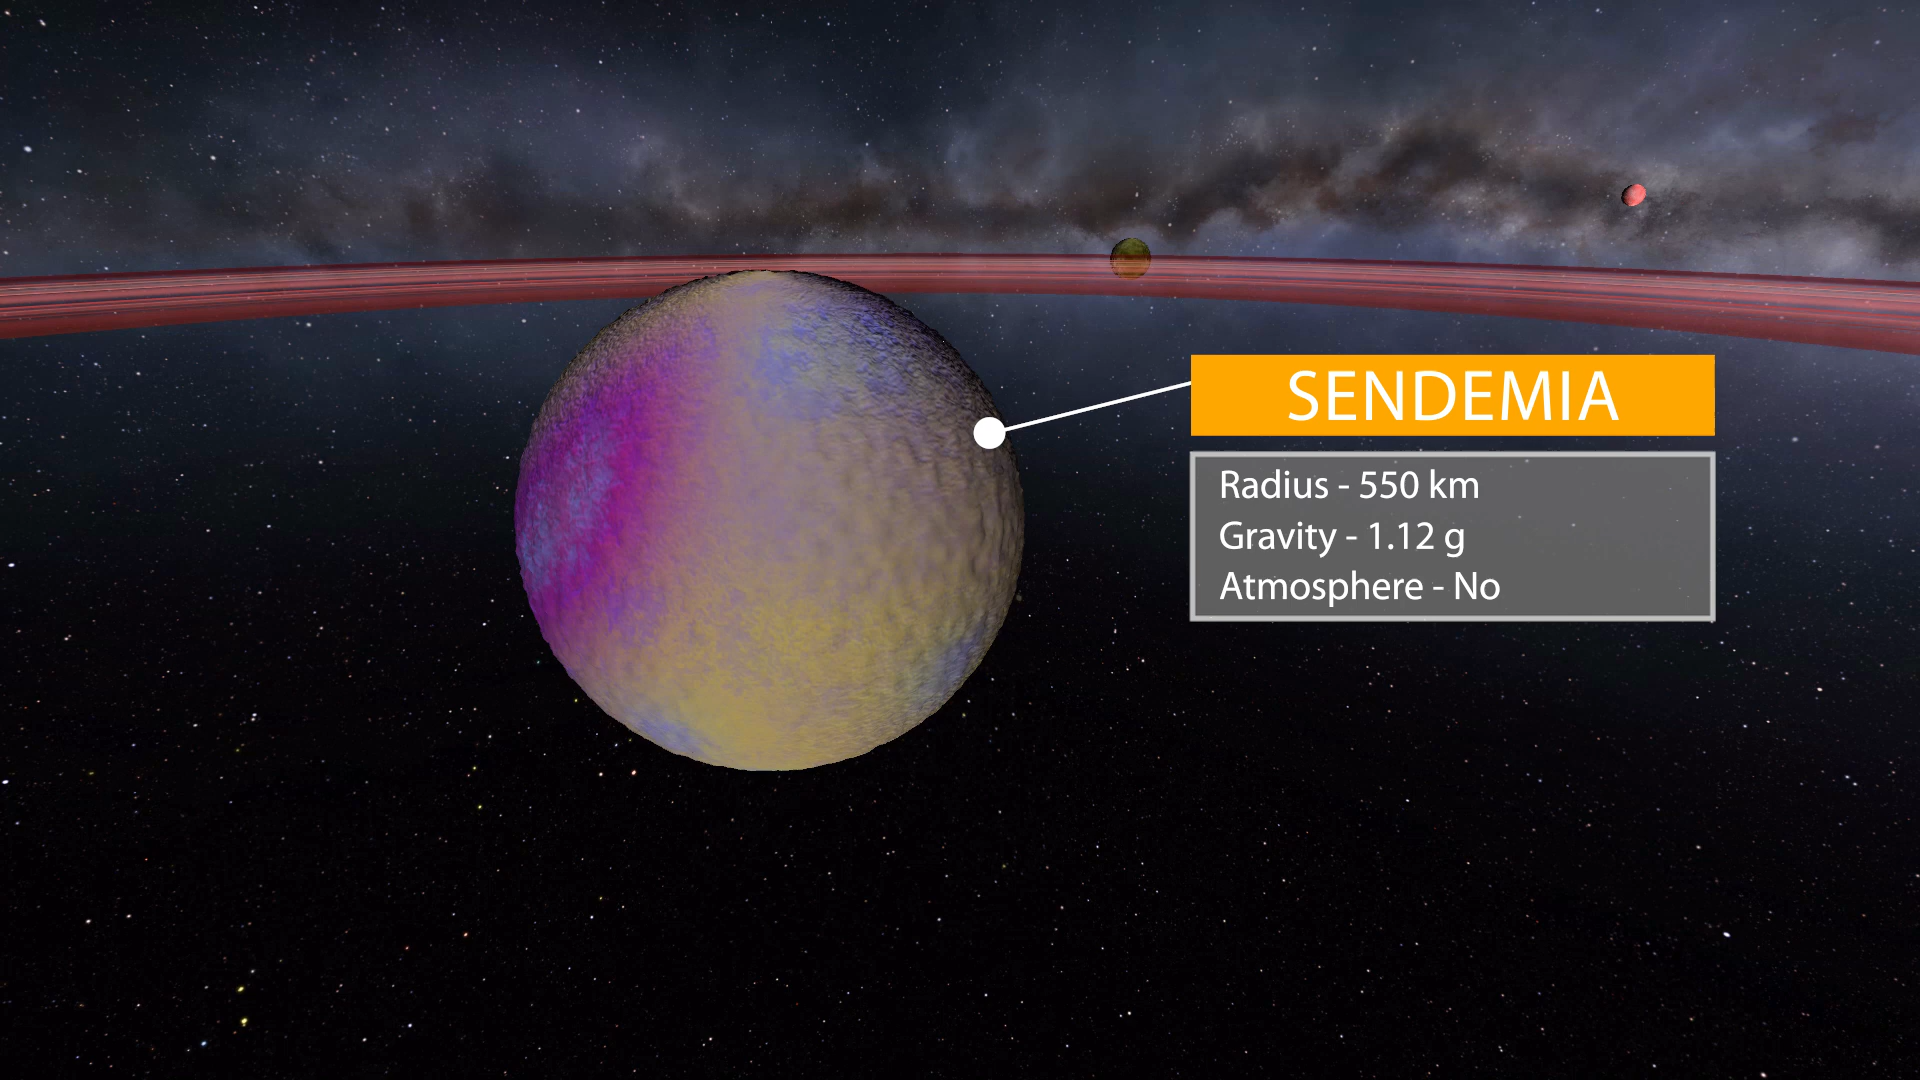 SENDEMIA
Radius - 550 km
Gravity - 1.12 g
Atmosphere - No